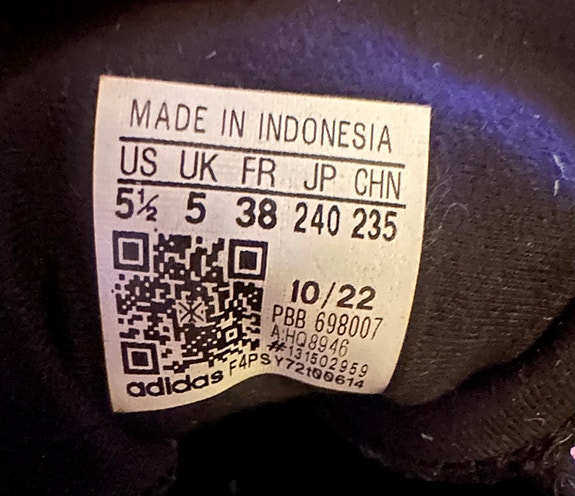 MADE IN INDONESIA
US UK FR JP CHN
5½ 5 38 240 235
10/22
PBB 698007
A:HQ8946
#131502959
adidas F4PSY72t00614